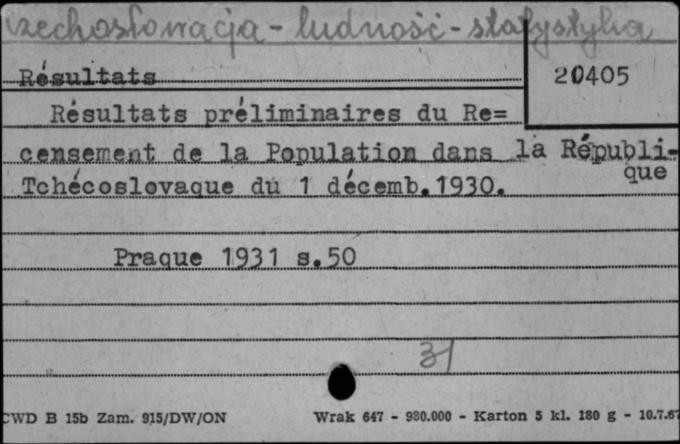 Czechosłowacja - ludność - statystyka
Résultats
20405
Résultats préliminaires du Re=
censement de la Population dans la Républi-
que
Tchécoslovaque du 1 décemb.1930.
Praque 1931 s.50
31
CWD B 15b Zam. 915/DW/ON Wrak 647 - 980.000 - Karton 5 kl. 180 g - 10.7.67